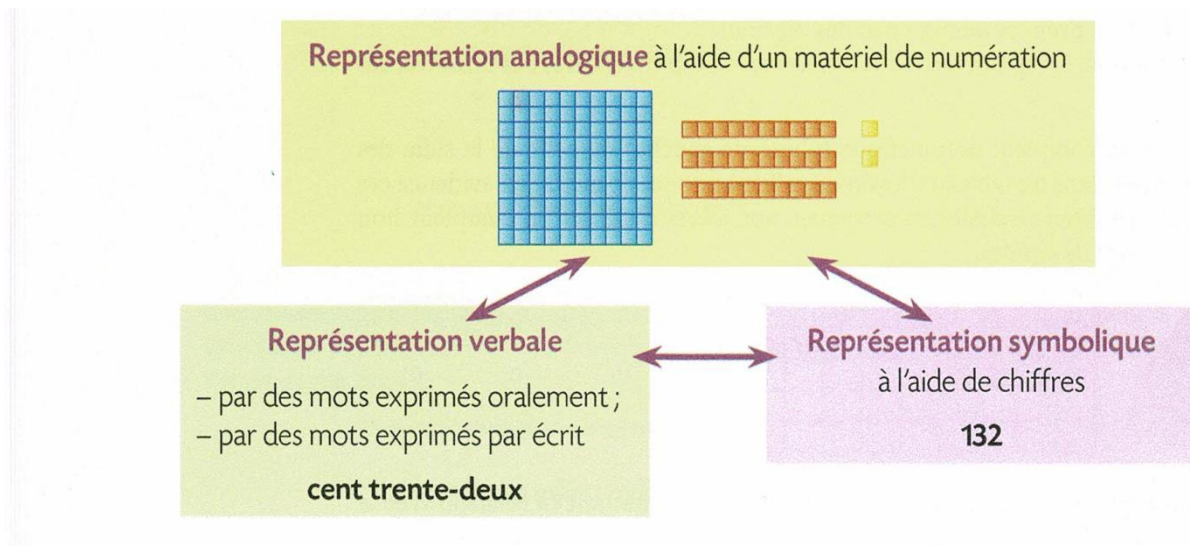 Représentation analogique à l'aide d'un matériel de numération
Représentation verbale
– par des mots exprimés oralement ;
– par des mots exprimés par écrit
cent trente-deux
Représentation symbolique
à l'aide de chiffres
132